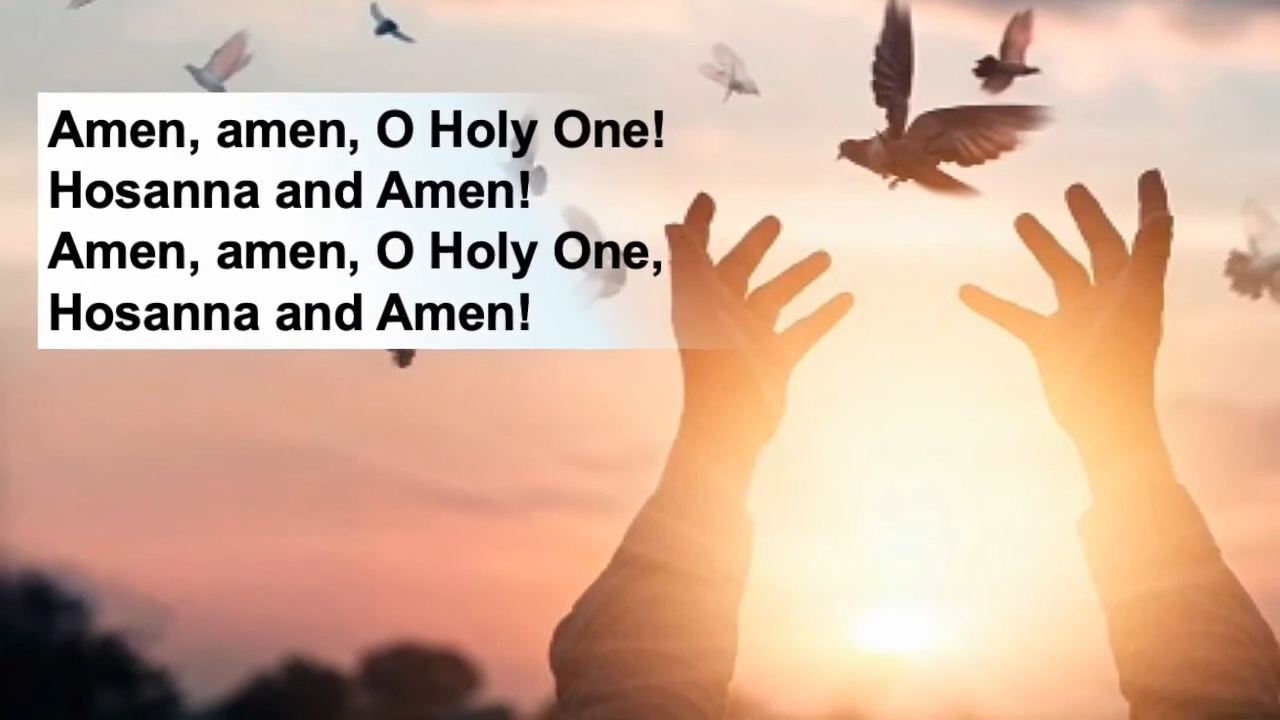 Amen, amen, O Holy One!
Hosanna and Amen!
Amen, amen, O Holy One,
Hosanna and Amen!